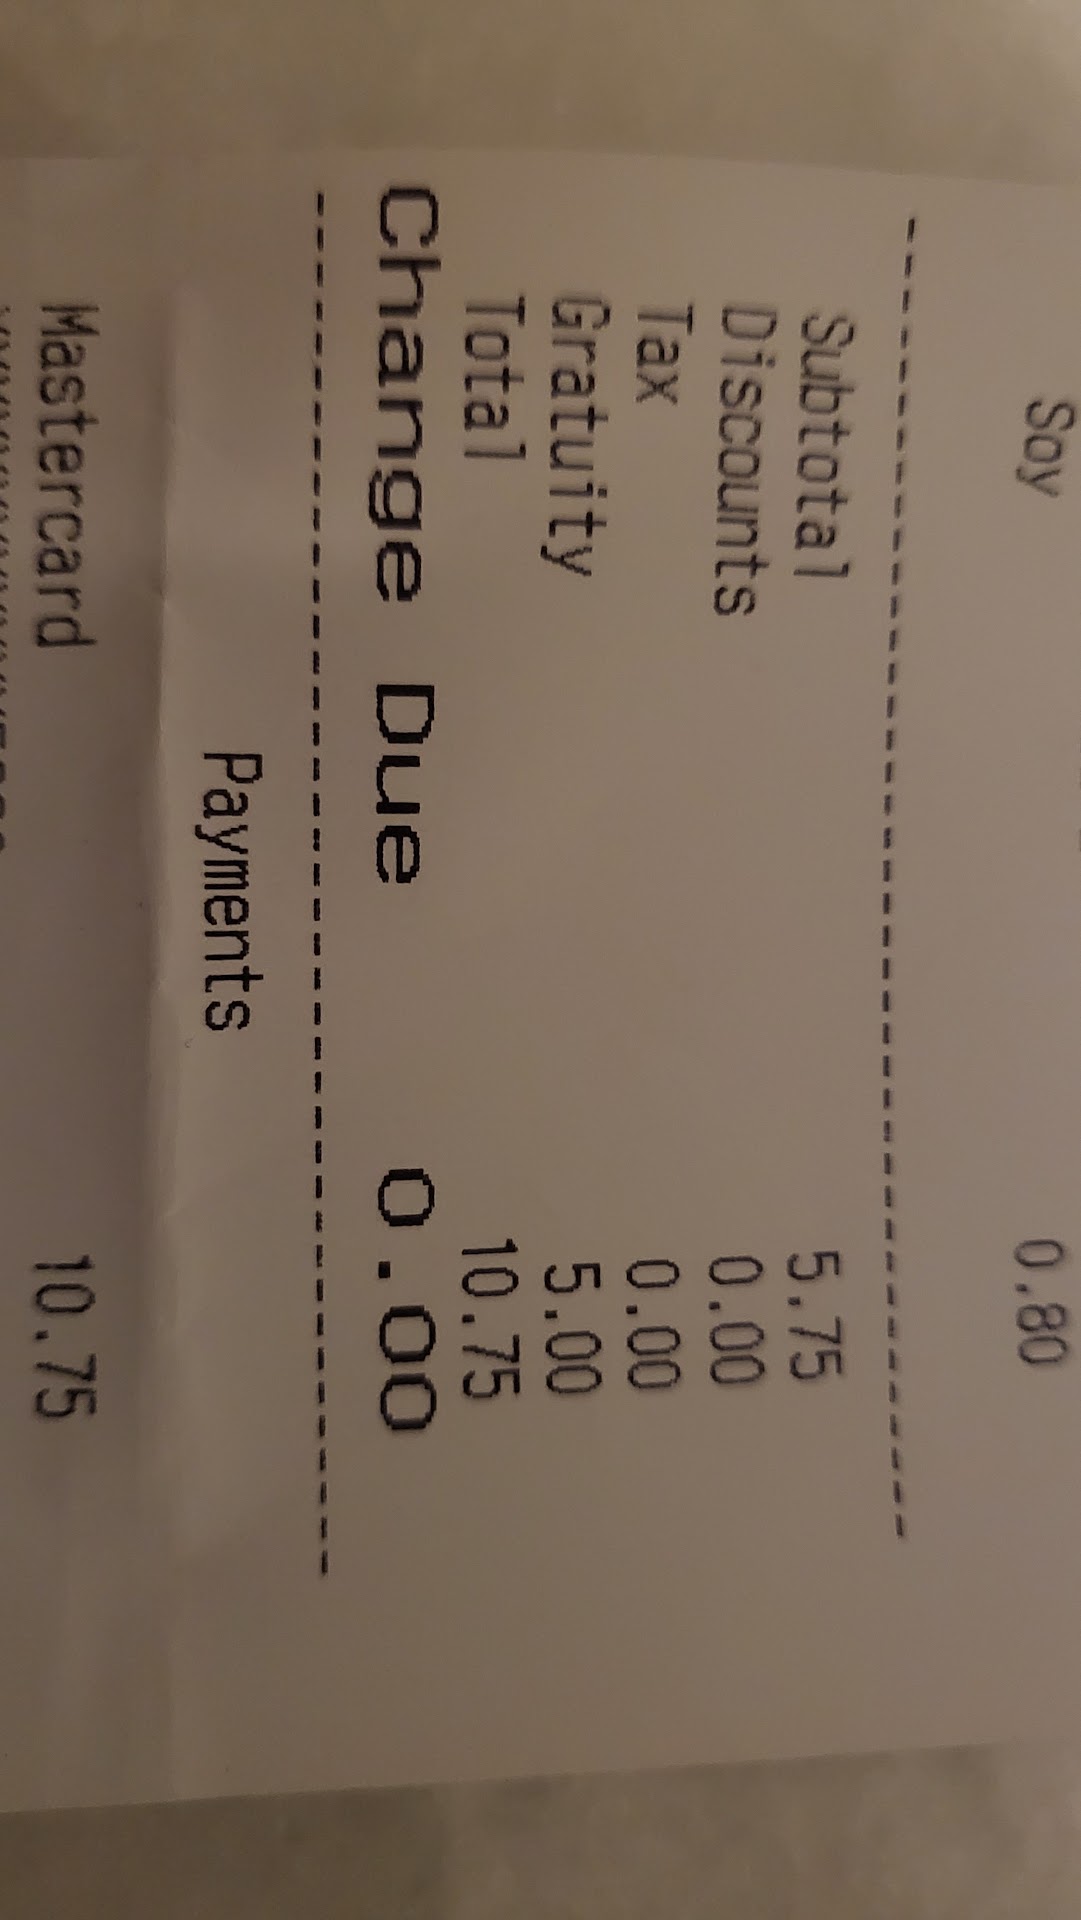 Soy 0.80
Subtotal 5.75
Discounts 0.00
Tax 0.00
Gratuity 5.00
Total 10.75
Change Due 0.00
Payments
Mastercard 10.75